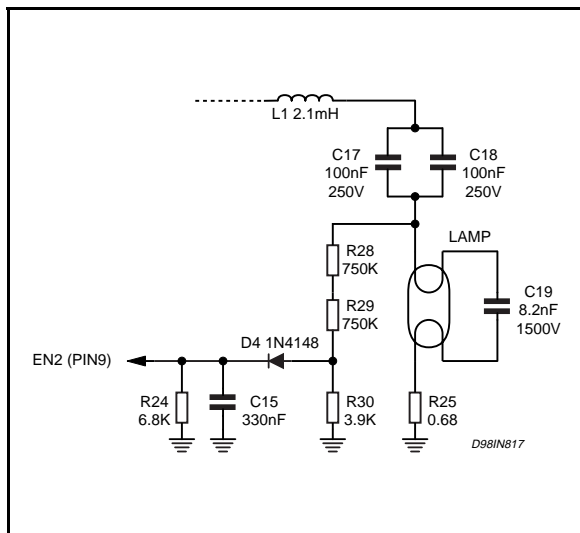 L1 2.1mH
C17
100nF
250V
C18
100nF
250V
LAMP
R28
750K
C19
8.2nF
1500V
R29
750K
D4 1N4148
EN2 (PIN9)
R24
6.8K
C15
330nF
R30
3.9K
R25
0.68
D98IN817